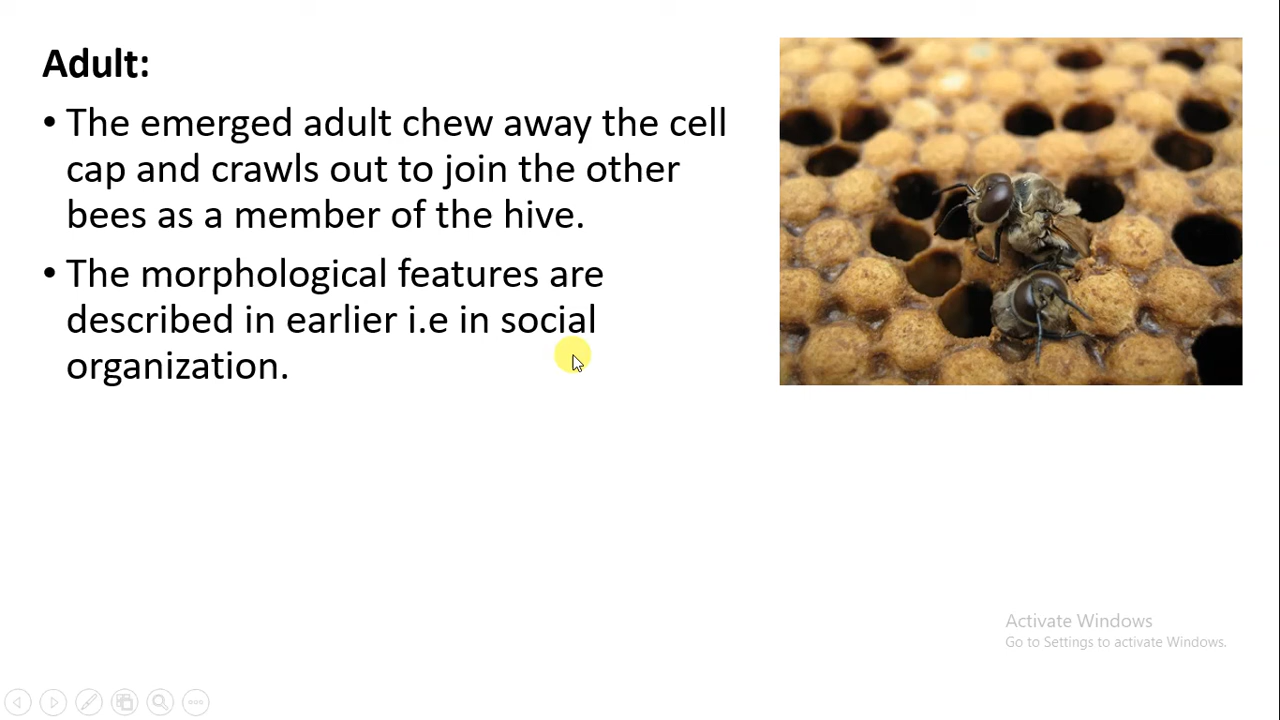 Adult:
• The emerged adult chew away the cell
cap and crawls out to join the other
bees as a member of the hive.
• The morphological features are
described in earlier i.e in social
organization.
Activate Windows
Go to Settings to activate Windows.